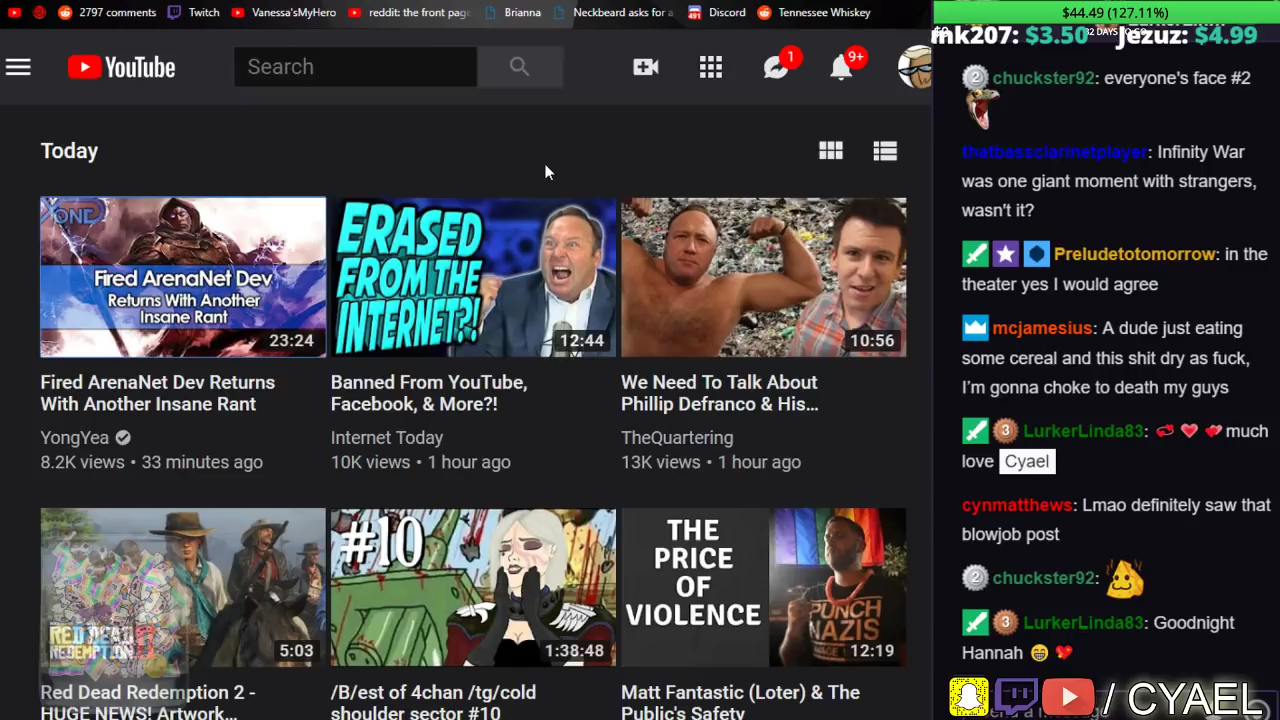 2797 comments
Twitch
Vanessa'sMyHero
reddit: the front pag
Brianna
Neckbeard asks for a
491
Discord
Tennessee Whiskey
YouTube
Search
1
9+
Today
ONE
Fired ArenaNet Dev
Returns With Another
Insane Rant
23:24
ERASED
FROM THE
INTERNET?!
12:44
10:56
Fired ArenaNet Dev Returns
With Another Insane Rant
Banned From YouTube,
Facebook, & More?!
We Need To Talk About
Phillip Defranco & His...
YongYea
Internet Today
TheQuartering
8.2K views • 33 minutes ago
10K views • 1 hour ago
13K views • 1 hour ago
RED DEAD
REDEMPTION II
5:03
#10
1:38:48
THE
PRICE
OF
VIOLENCE
PUNCH
NAZIS
12:19
Red Dead Redemption 2 -
HUGE NEWS! Artwork...
/B/est of 4chan /tg/cold
shoulder sector #10
Matt Fantastic (Loter) & The
Public's Safety
$44.49 (127.11%)
mk207: $3.50
Jezuz: $4.99
2 chuckster92: everyone's face #2
thatbassclarinetplayer: Infinity War
was one giant moment with strangers,
wasn't it?
Preludetotomorrow: in the
theater yes I would agree
mcjamesius: A dude just eating
some cereal and this shit dry as fuck,
I'm gonna choke to death my guys
3 LurkerLinda83: much
love Cyael
cynmatthews: Lmao definitely saw that
blowjob post
2 chuckster92:
3 LurkerLinda83: Goodnight
Hannah
/ CYAEL